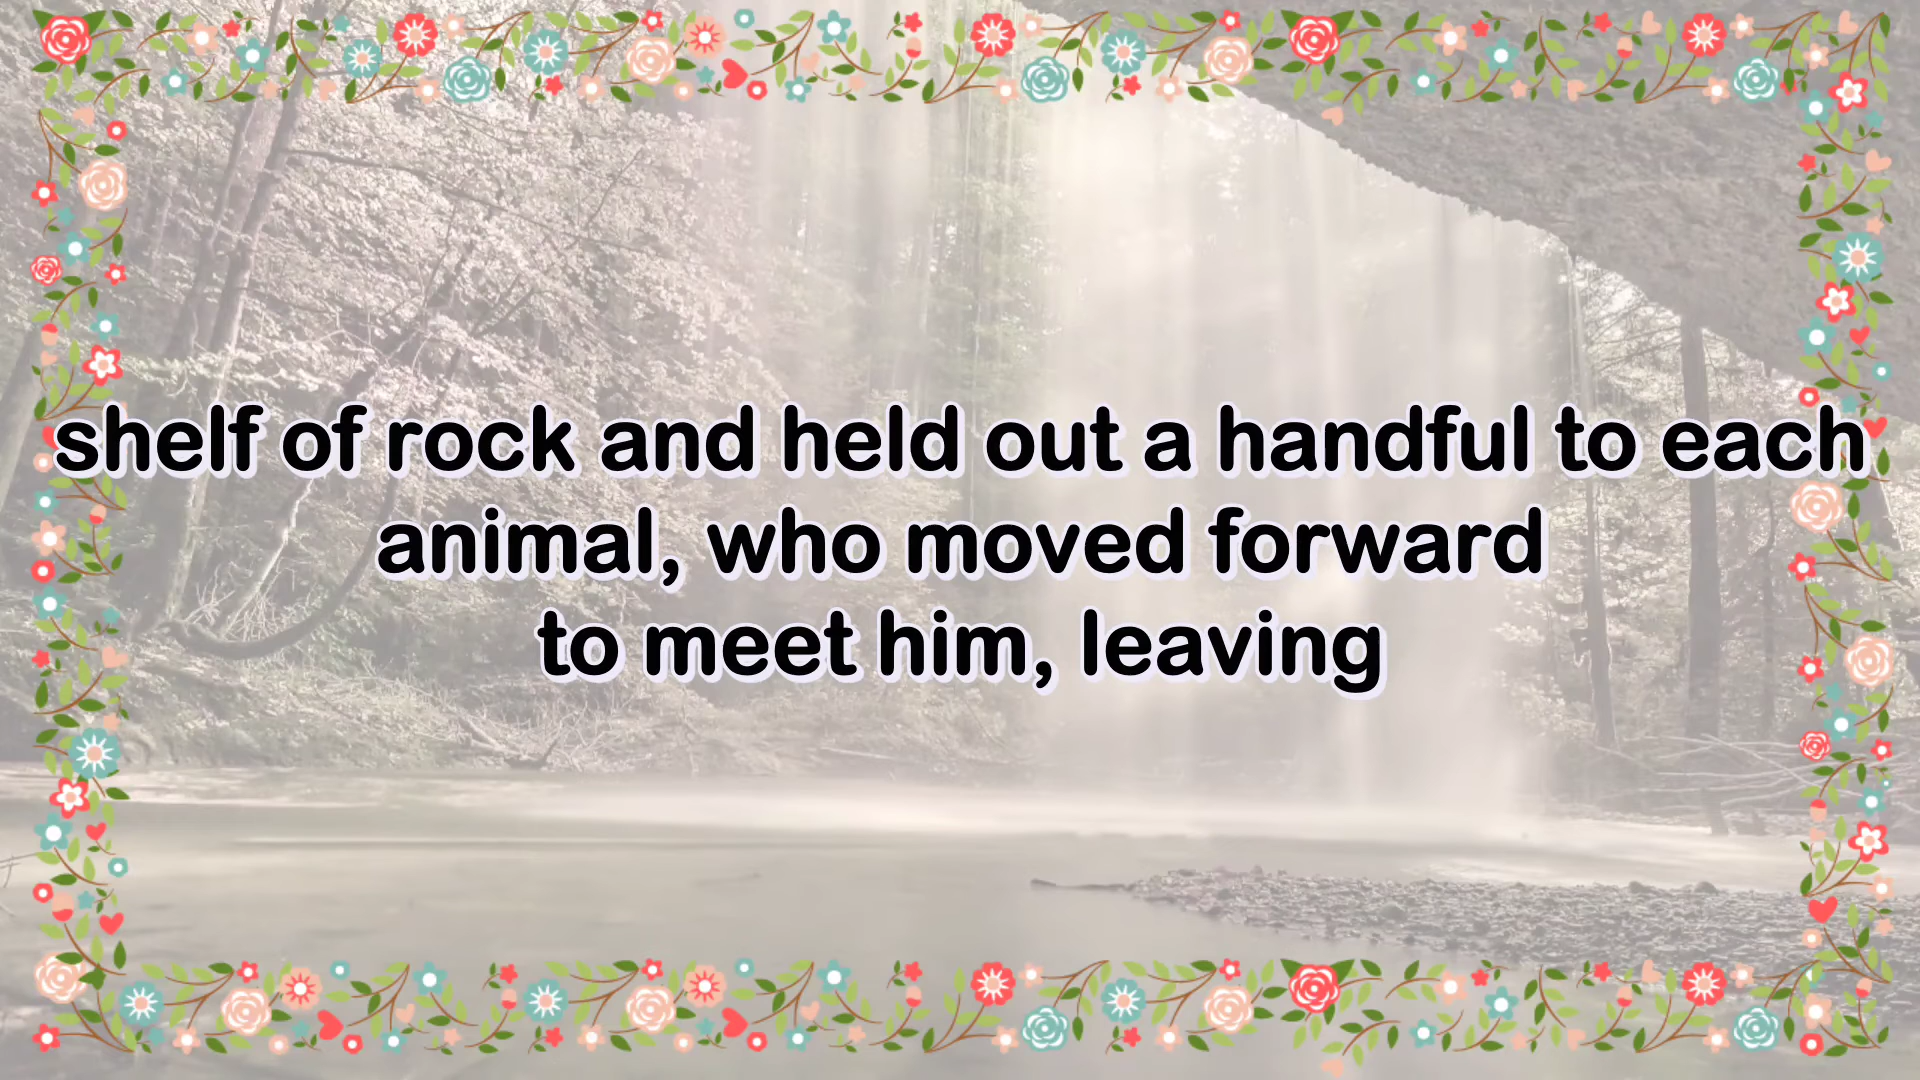 shelf of rock and held out a handful to each
animal, who moved forward
to meet him, leaving